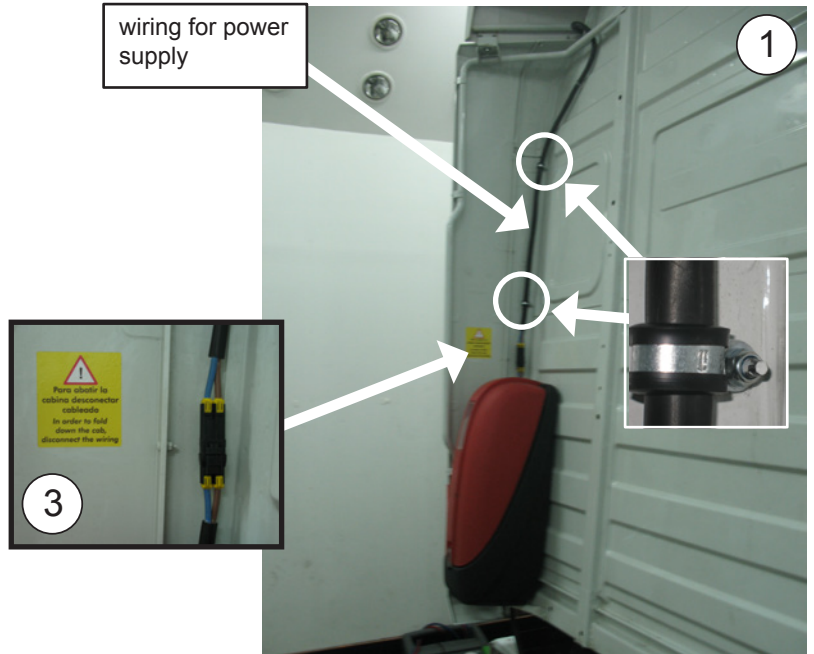 wiring for power
supply
1
Para abatir la
cabina desconectar
cableado
In order to fold
down the cab,
disconnect the wiring
3